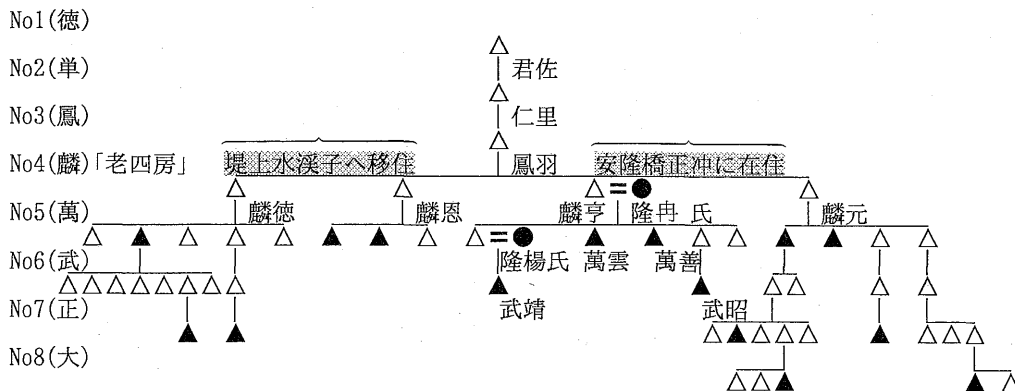 No1(徳)
No2(単)
君佐
No3(鳳)
仁里
No4(麟)「老四房」 堤上水渓子へ移住 鳳羽 安隆橋正冲に在住
No5(萬) 麟徳 麟恩 麟亨 隆冉 氏 麟元
No6(武) 隆楊氏 萬雲 萬善
No7(正) 武靖 武昭
No8(大)